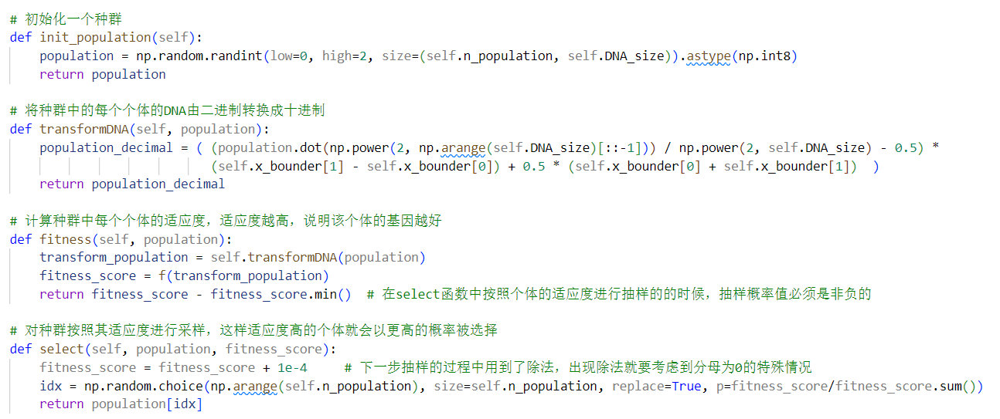 # 初始化一个种群
def init_population(self):
    population = np.random.randint(low=0, high=2, size=(self.n_population, self.DNA_size)).astype(np.int8)
    return population
# 将种群中的每个个体的DNA由二进制转换成十进制
def transformDNA(self, population):
    population_decimal = ( (population.dot(np.power(2, np.arange(self.DNA_size)[::-1])) / np.power(2, self.DNA_size) - 0.5) *
                           (self.x_bounder[1] - self.x_bounder[0]) + 0.5 * (self.x_bounder[0] + self.x_bounder[1])  )
    return population_decimal
# 计算种群中每个个体的适应度，适应度越高，说明该个体的基因越好
def fitness(self, population):
    transform_population = self.transformDNA(population)
    fitness_score = f(transform_population)
    return fitness_score - fitness_score.min()  # 在select函数中按照个体的适应度进行抽样的的时候，抽样概率值必须是非负的
# 对种群按照其适应度进行采样，这样适应度高的个体就会以更高的概率被选择
def select(self, population, fitness_score):
    fitness_score = fitness_score + 1e-4     # 下一步抽样的过程中用到了除法，出现除法就要考虑到分母为0的特殊情况
    idx = np.random.choice(np.arange(self.n_population), size=self.n_population, replace=True, p=fitness_score/fitness_score.sum())
    return population[idx]